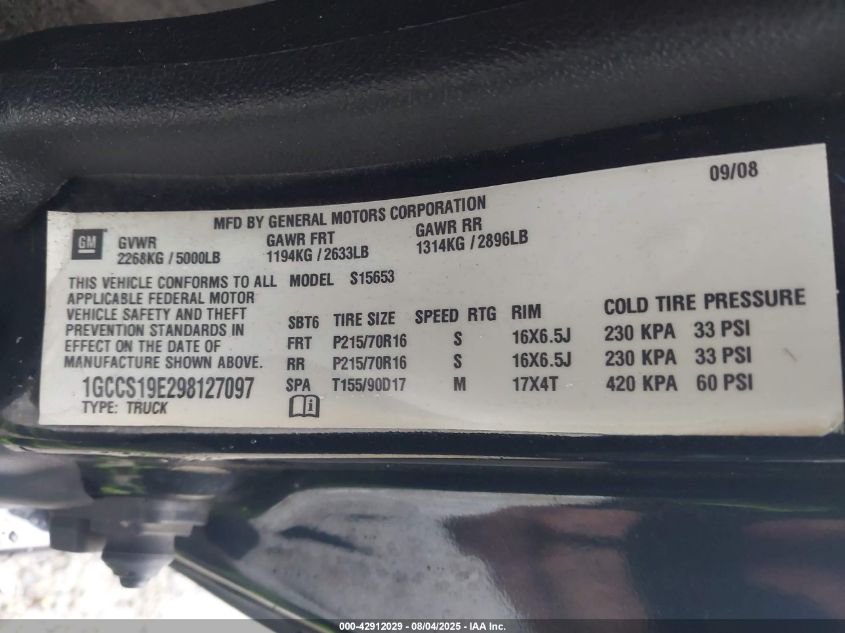 09/08
MFD BY GENERAL MOTORS CORPORATION
GM
GVWR GAWR FRT GAWR RR
2268KG / 5000LB 1194KG / 2633LB 1314KG / 2896LB
THIS VEHICLE CONFORMS TO ALL
APPLICABLE FEDERAL MOTOR
VEHICLE SAFETY AND THEFT
PREVENTION STANDARDS IN
EFFECT ON THE DATE OF
MANUFACTURE SHOWN ABOVE.
1GCCS19E298127097
TYPE: TRUCK
MODEL S15653
SBT6 TIRE SIZE SPEED RTG RIM COLD TIRE PRESSURE
FRT P215/70R16 S 16X6.5J 230 KPA 33 PSI
RR P215/70R16 S 16X6.5J 230 KPA 33 PSI
SPA T155/90D17 M 17X4T 420 KPA 60 PSI
000-42912029 - 08/04/2025 - IAA Inc.